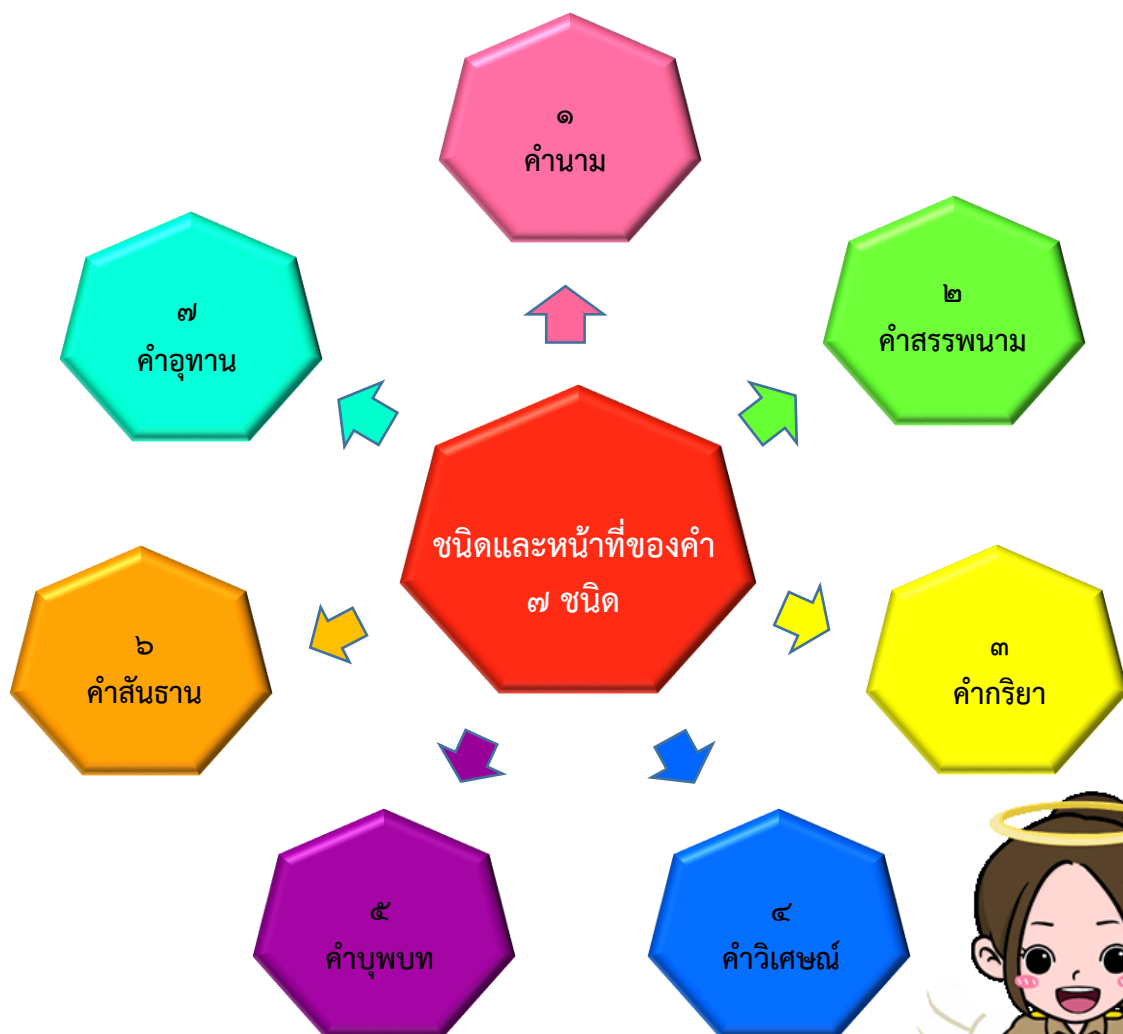 ๑
คำนาม
๒
คำสรรพนาม
๓
คำกริยา
๔
คำวิเศษณ์
๕
คำบุพบท
๖
คำสันธาน
๗
คำอุทาน
ชนิดและหน้าที่ของคำ
๗ ชนิด